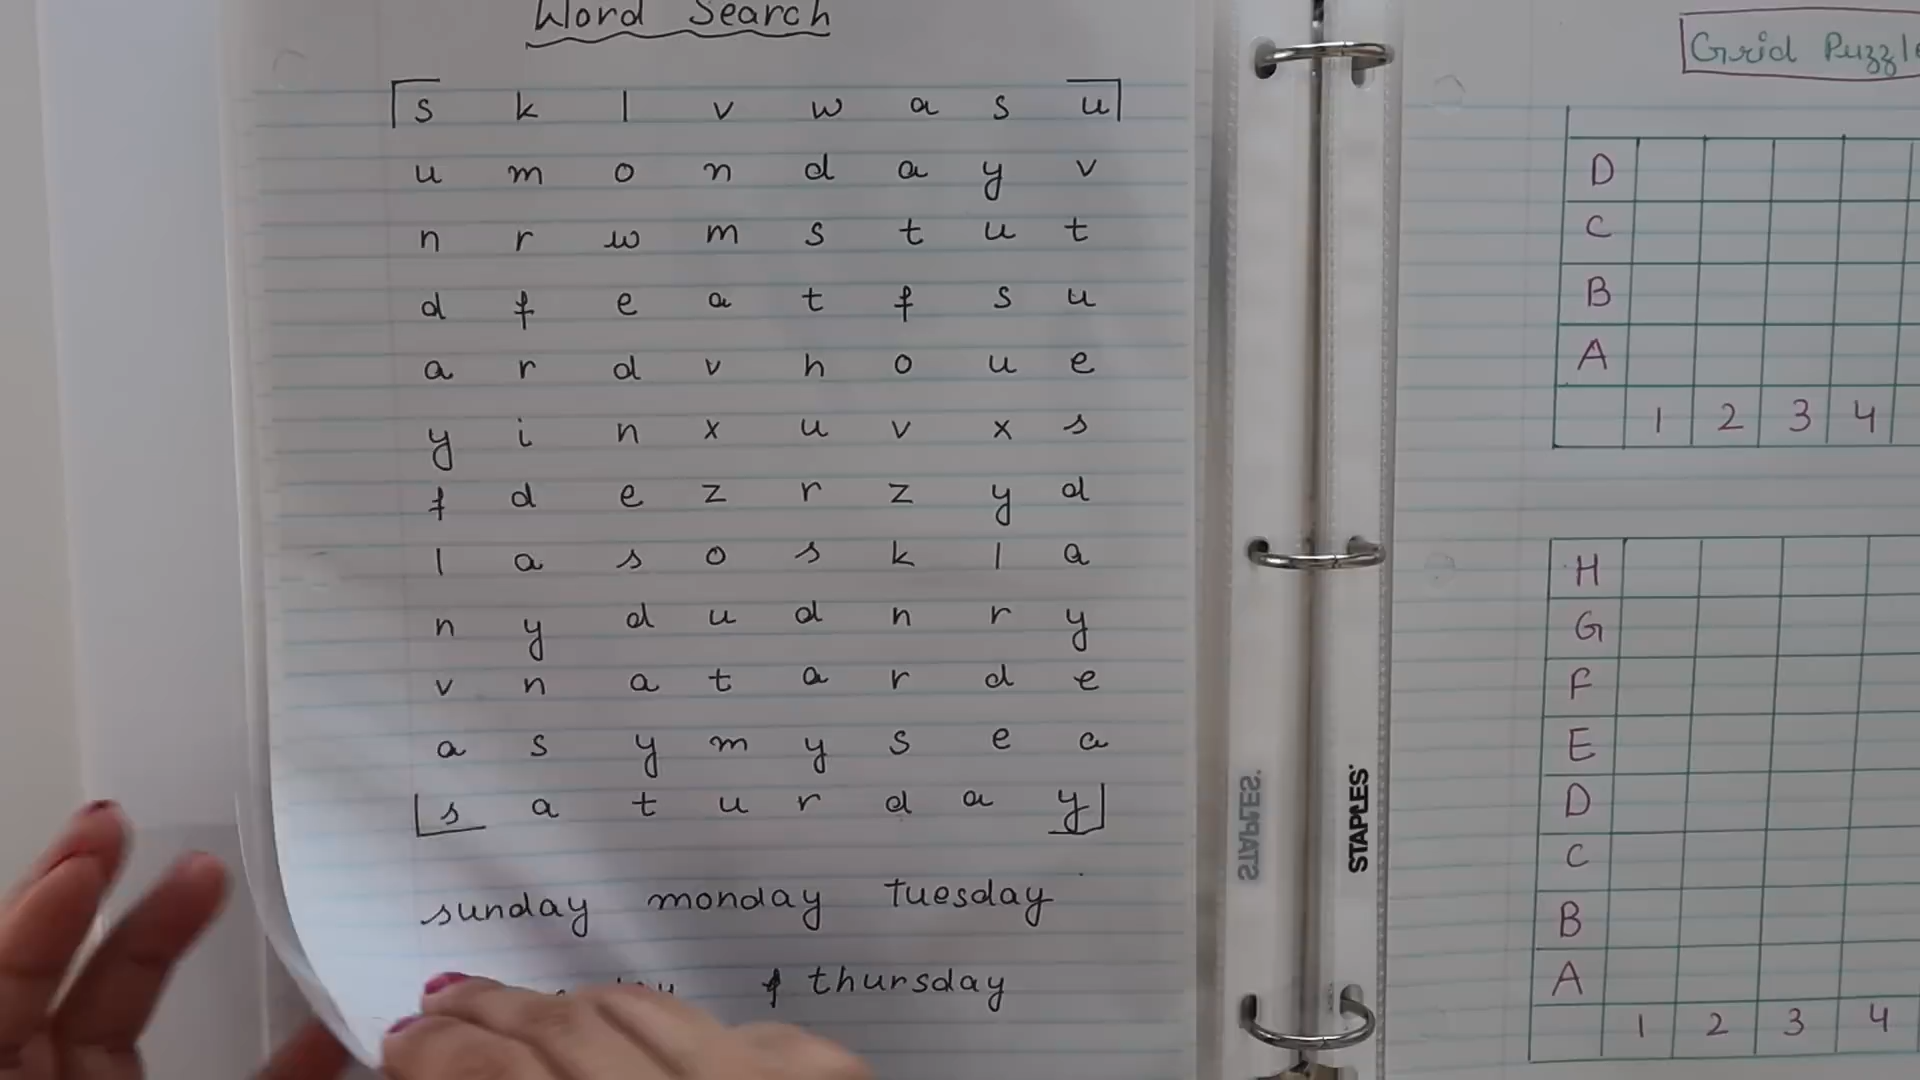 Word Search
s k l v w a s u
u m o n d a y v
n r w m s t u t
d f e a t f s u
a r d v h o u e
y i n x u v x s
f d e z r z y d
l a s o s k l a
n y d u d n r y
v n a t a r d e
a s y m y s e a
s a t u r d a y
sunday monday tuesday
thursday
STAPLES
STAPLES
Grid Puzzle
D
C
B
A
1 2 3 4
H
G
F
E
D
C
B
A
1 2 3 4